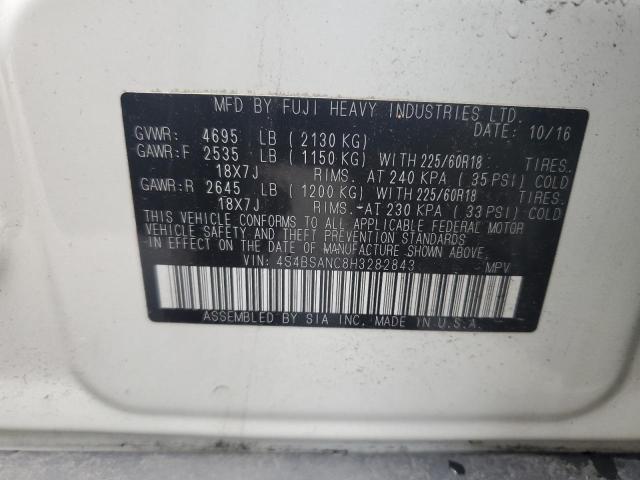 MFD BY FUJI HEAVY INDUSTRIES LTD.
DATE: 10/16
GVWR: 4695 LB (2130 KG)
GAWR:F 2535 LB (1150 KG) WITH 225/60R18 TIRES.
18X7J RIMS. AT 240 KPA (35 PSI) COLD
GAWR:R 2645 LB (1200 KG) WITH 225/60R18 TIRES.
18X7J RIMS. AT 230 KPA (33 PSI) COLD
THIS VEHICLE CONFORMS TO ALL APPLICABLE FEDERAL MOTOR
VEHICLE SAFETY AND THEFT PREVENTION STANDARDS
IN EFFECT ON THE DATE OF MANUFACTURE SHOWN ABOVE.
VIN: 4S4BSANC8H3282843 MPV
ASSEMBLED BY SIA INC. MADE IN U.S.A.